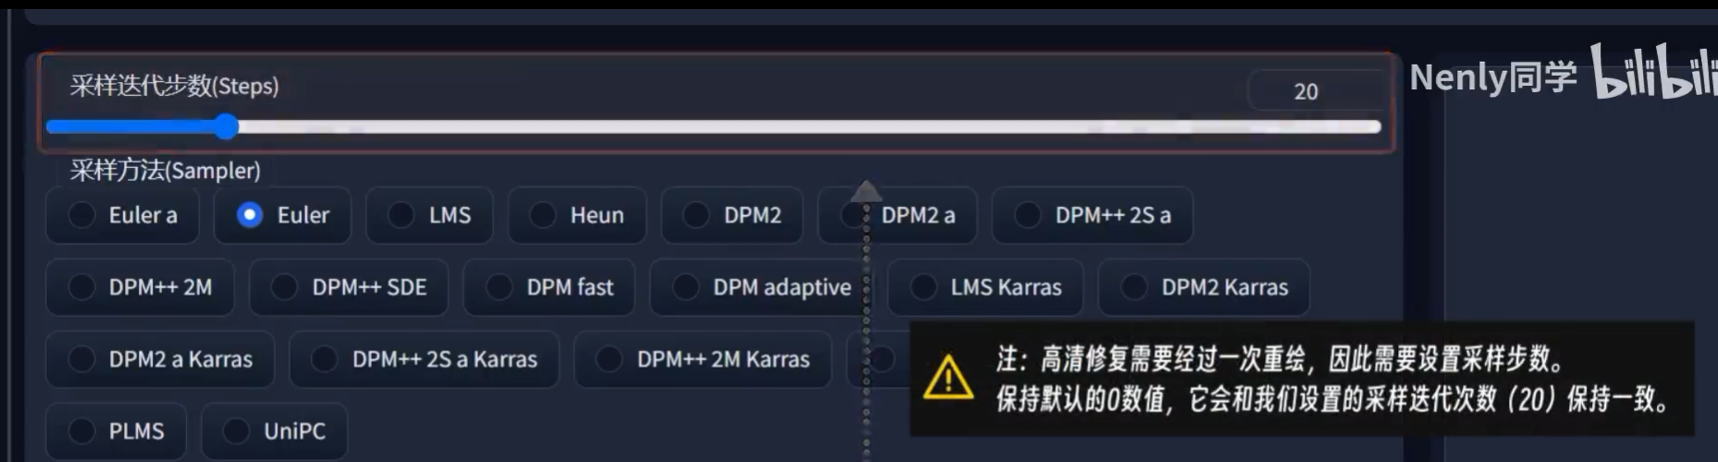 采样迭代步数(Steps)
20
Nenly同学 bilibili
采样方法(Sampler)
Euler a Euler LMS Heun DPM2 DPM2 a DPM++ 2S a
DPM++ 2M DPM++ SDE DPM fast DPM adaptive LMS Karras DPM2 Karras
DPM2 a Karras DPM++ 2S a Karras DPM++ 2M Karras
注：高清修复需要经过一次重绘，因此需要设置采样步数。
保持默认的0数值，它会和我们设置的采样迭代次数（20）保持一致。
PLMS UniPC